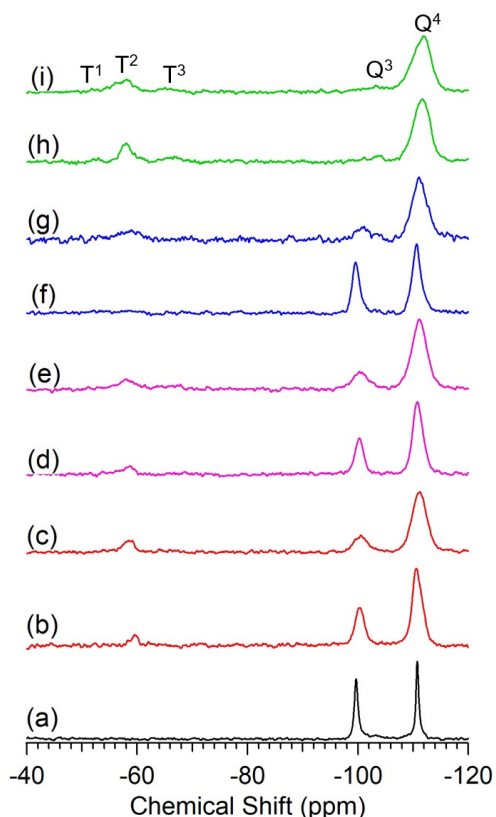 Q⁴
T¹ T² T³ Q³
(i)
(h)
(g)
(f)
(e)
(d)
(c)
(b)
(a)
-40 -60 -80 -100 -120
Chemical Shift (ppm)